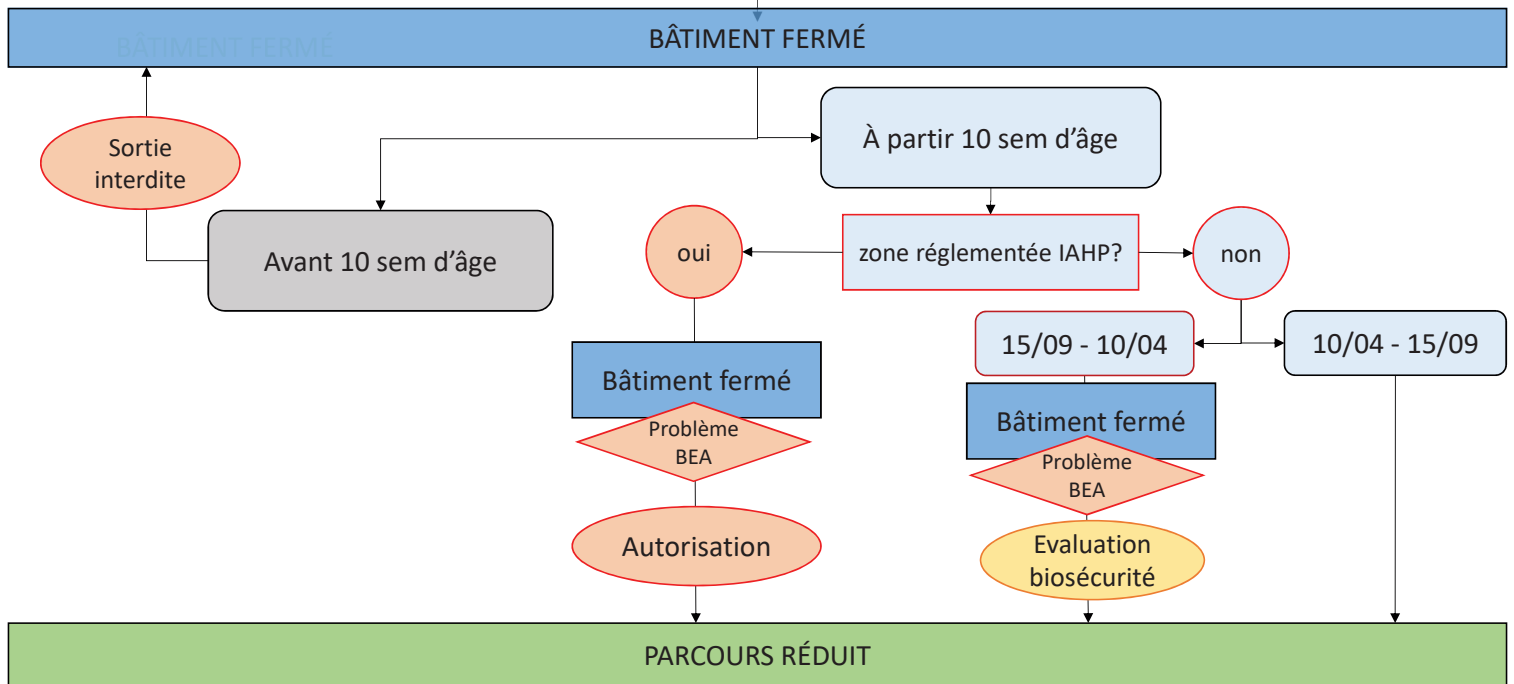 BÂTIMENT FERMÉ
BÂTIMENT FERMÉ
À partir 10 sem d’âge
Sortie
interdite
Avant 10 sem d’âge
oui
zone réglementée IAHP?
non
15/09 - 10/04
10/04 - 15/09
Bâtiment fermé
Problème
BEA
Bâtiment fermé
Problème
BEA
Autorisation
Evaluation
biosécurité
PARCOURS RÉDUIT